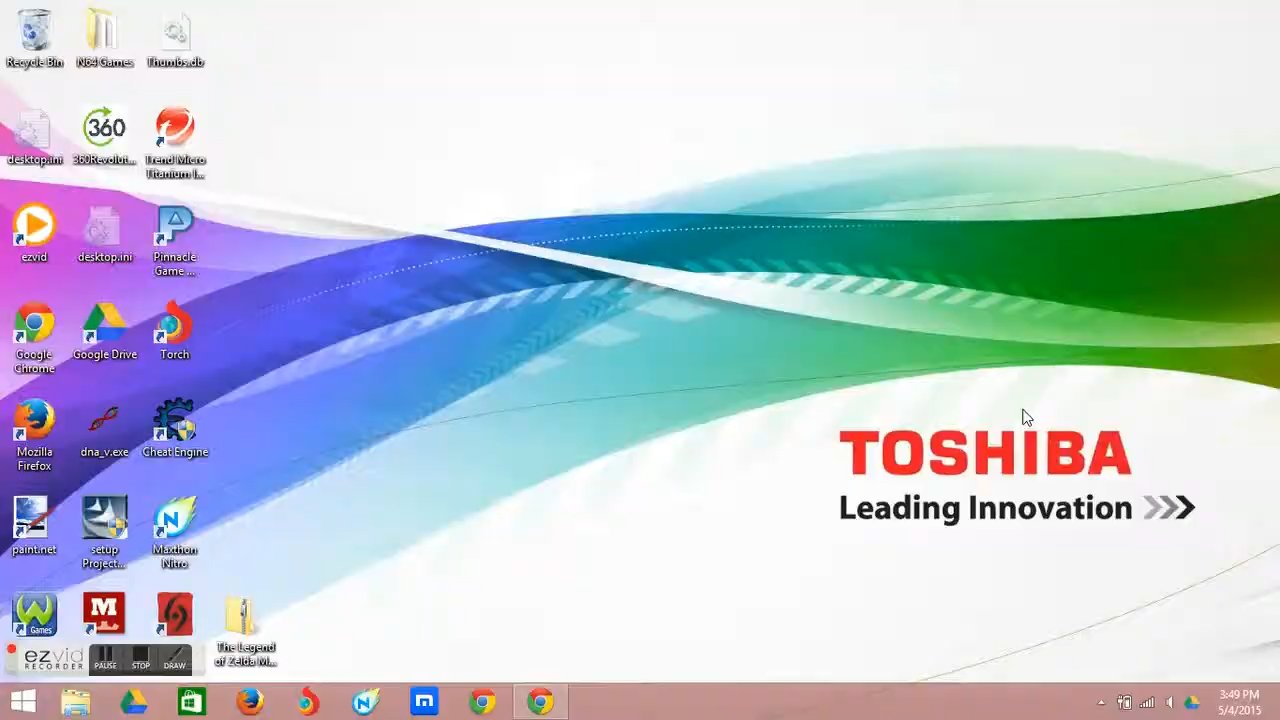 Recycle Bin
N64 Games
Thumbs.db
desktop.ini
360
360Revolut...
Trend Micro
Titanium I...
ezvid
desktop.ini
Pinnacle
Game ...
Google
Chrome
Google Drive
Torch
Mozilla
Firefox
dna_v.exe
Cheat Engine
paint.net
setup
Project...
N
Maxthon
Nitro
W
Games
M
The Legend
of Zelda M...
TOSHIBA
Leading Innovation
ezvid
RECORDER
PAUSE
STOP
DRAW
N
m
3:49 PM
5/4/2015